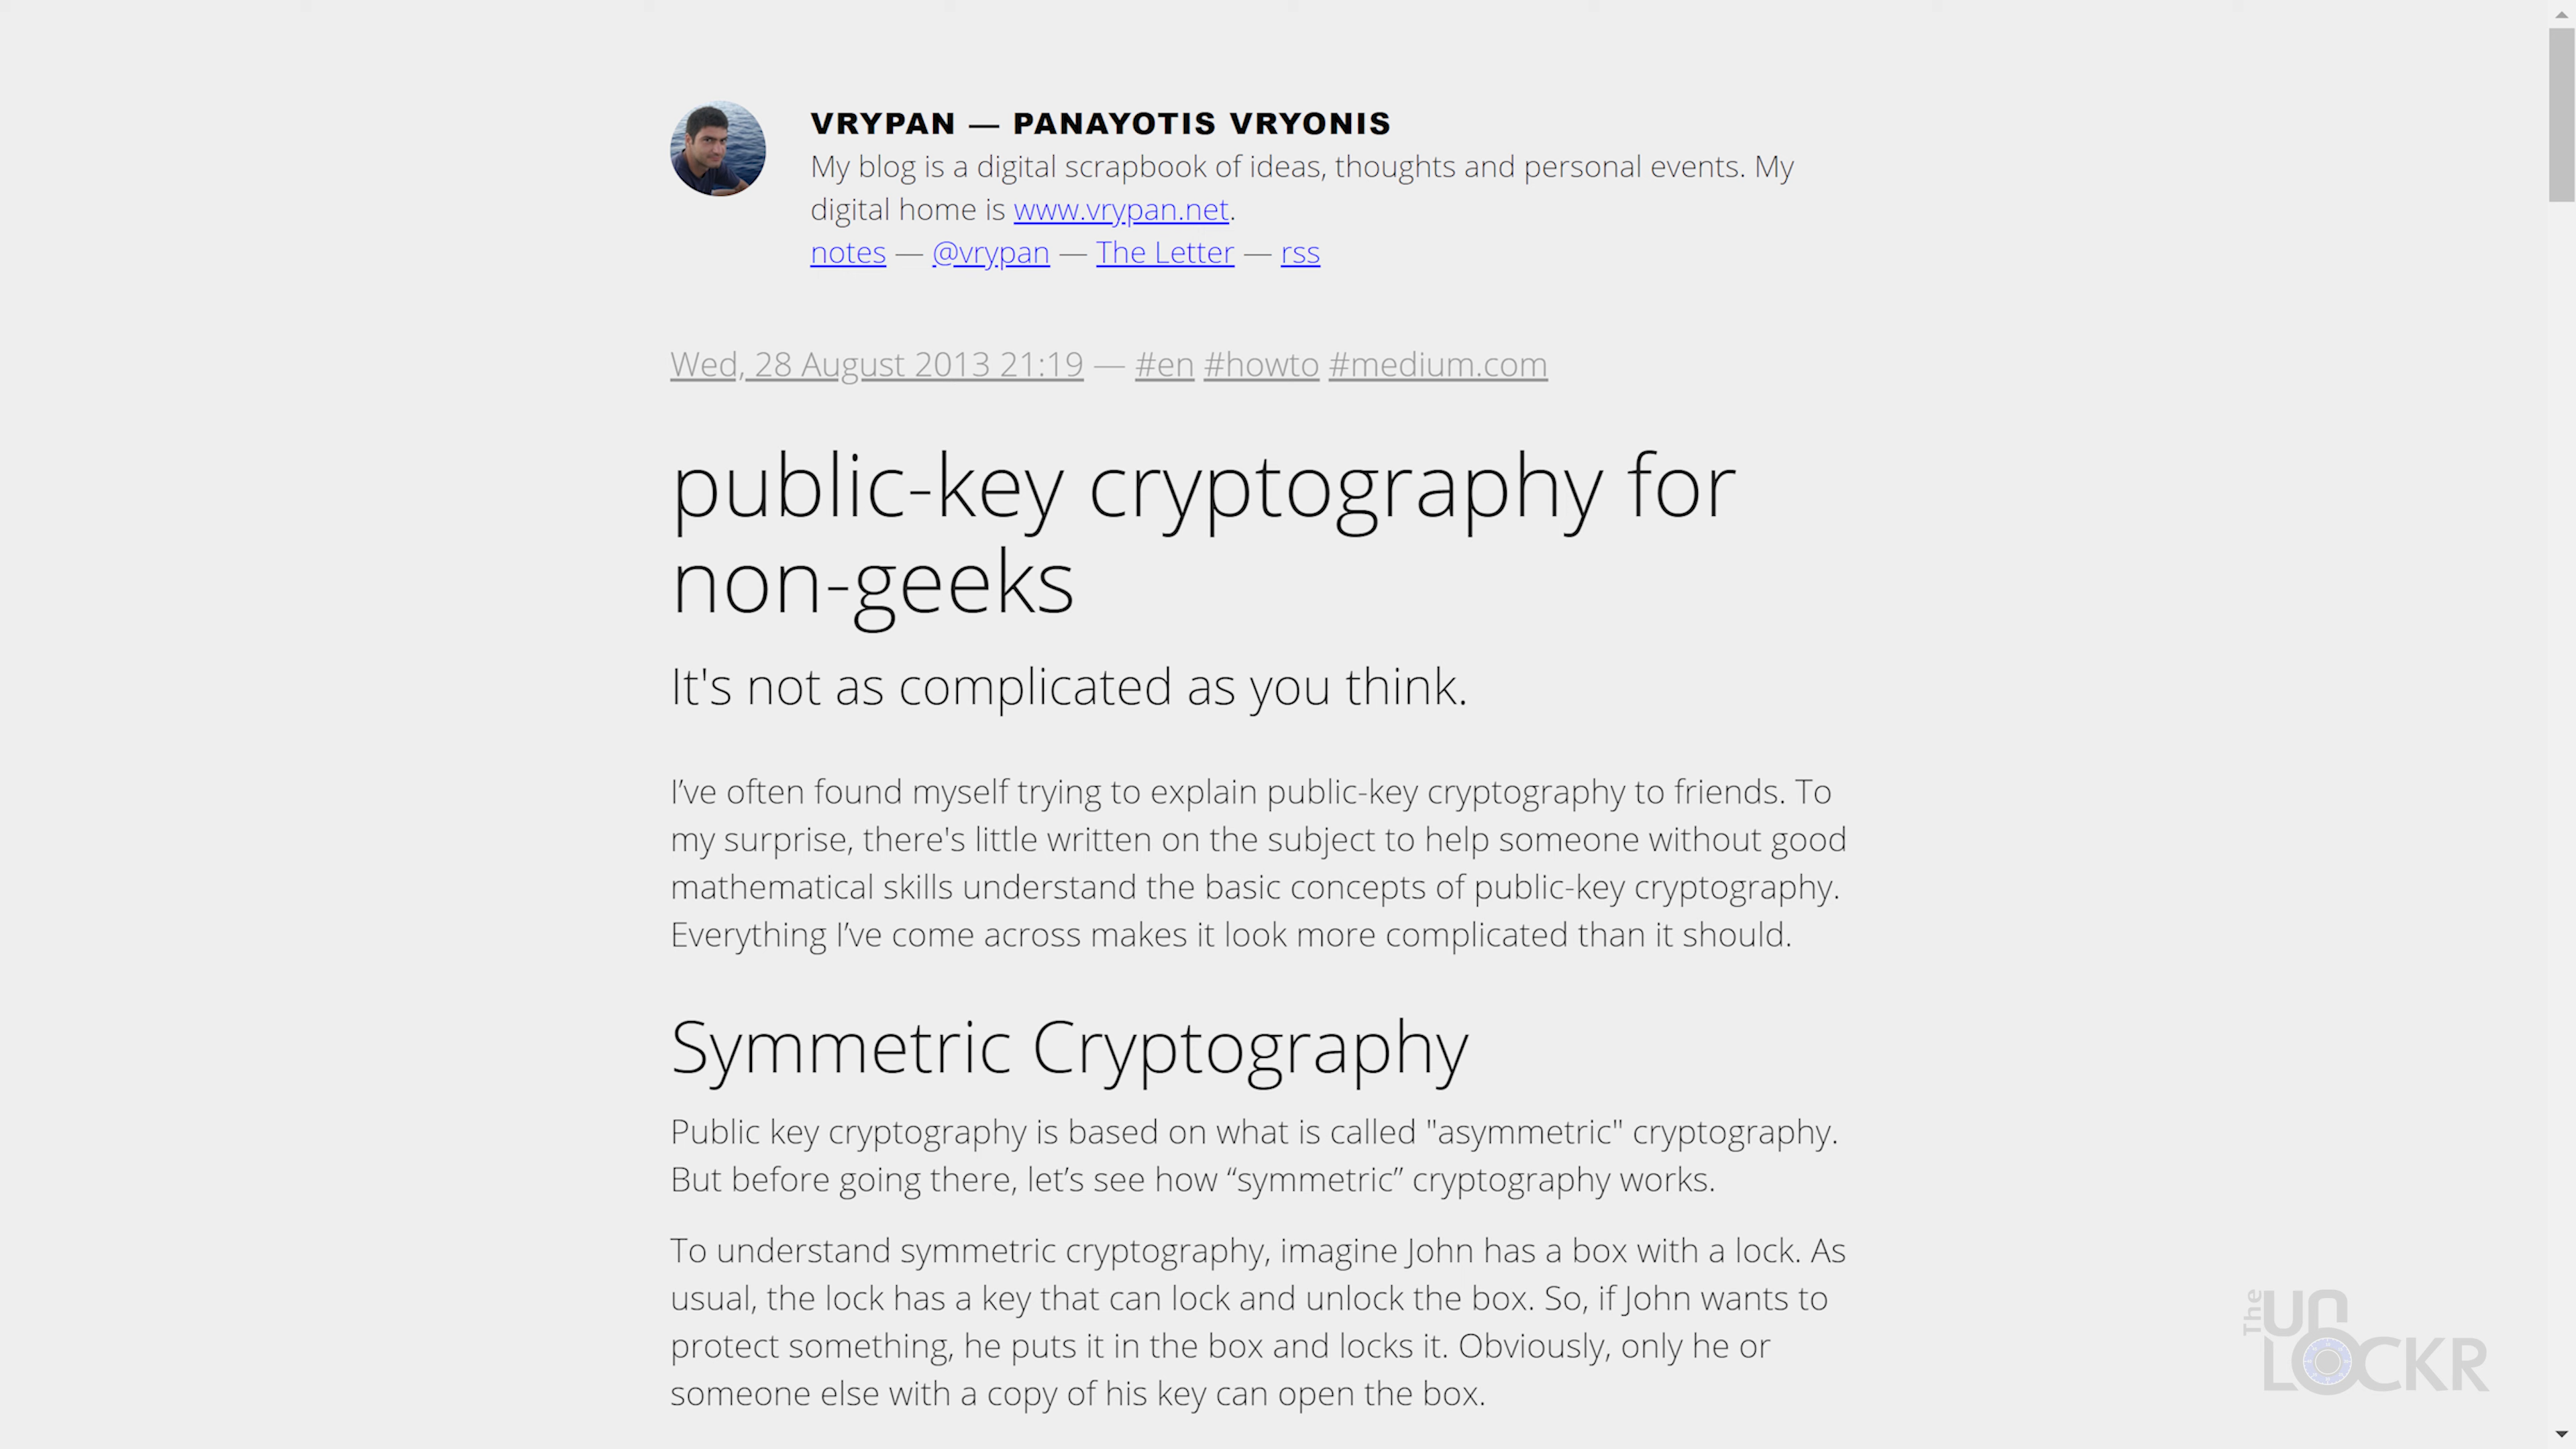 VRYPAN — PANAYOTIS VRYONIS
My blog is a digital scrapbook of ideas, thoughts and personal events. My
digital home is www.vrypan.net.
notes — @vrypan — The Letter — rss
Wed, 28 August 2013 21:19 — #en #howto #medium.com
public-key cryptography for
non-geeks
It's not as complicated as you think.
I’ve often found myself trying to explain public-key cryptography to friends. To
my surprise, there's little written on the subject to help someone without good
mathematical skills understand the basic concepts of public-key cryptography.
Everything I’ve come across makes it look more complicated than it should.
Symmetric Cryptography
Public key cryptography is based on what is called "asymmetric" cryptography.
But before going there, let’s see how “symmetric” cryptography works.
To understand symmetric cryptography, imagine John has a box with a lock. As
usual, the lock has a key that can lock and unlock the box. So, if John wants to
protect something, he puts it in the box and locks it. Obviously, only he or
someone else with a copy of his key can open the box.
The
Un
LOCKR